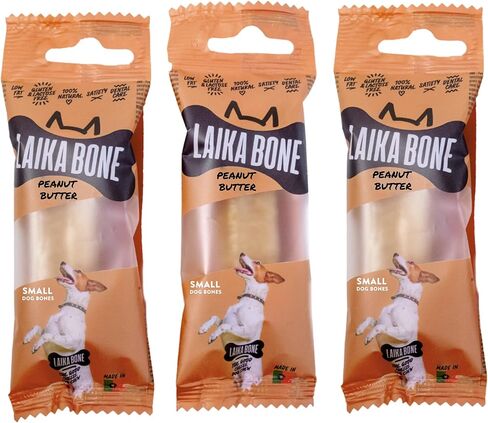 LOW FAT
GLUTEN & LACTOSE FREE
100% NATURAL
SATIETY
DENTAL CARE
LAIKA BONE
PEANUT
BUTTER
SMALL
DOG BONES
LAIKA BONE
MADE IN
LOW FAT
GLUTEN & LACTOSE FREE
100% NATURAL
SATIETY
DENTAL CARE
LAIKA BONE
PEANUT
BUTTER
SMALL
DOG BONES
LAIKA BONE
MADE IN
LOW FAT
GLUTEN & LACTOSE FREE
100% NATURAL
SATIETY
DENTAL CARE
LAIKA BONE
PEANUT
BUTTER
SMALL
DOG BONES
LAIKA BONE
MADE IN